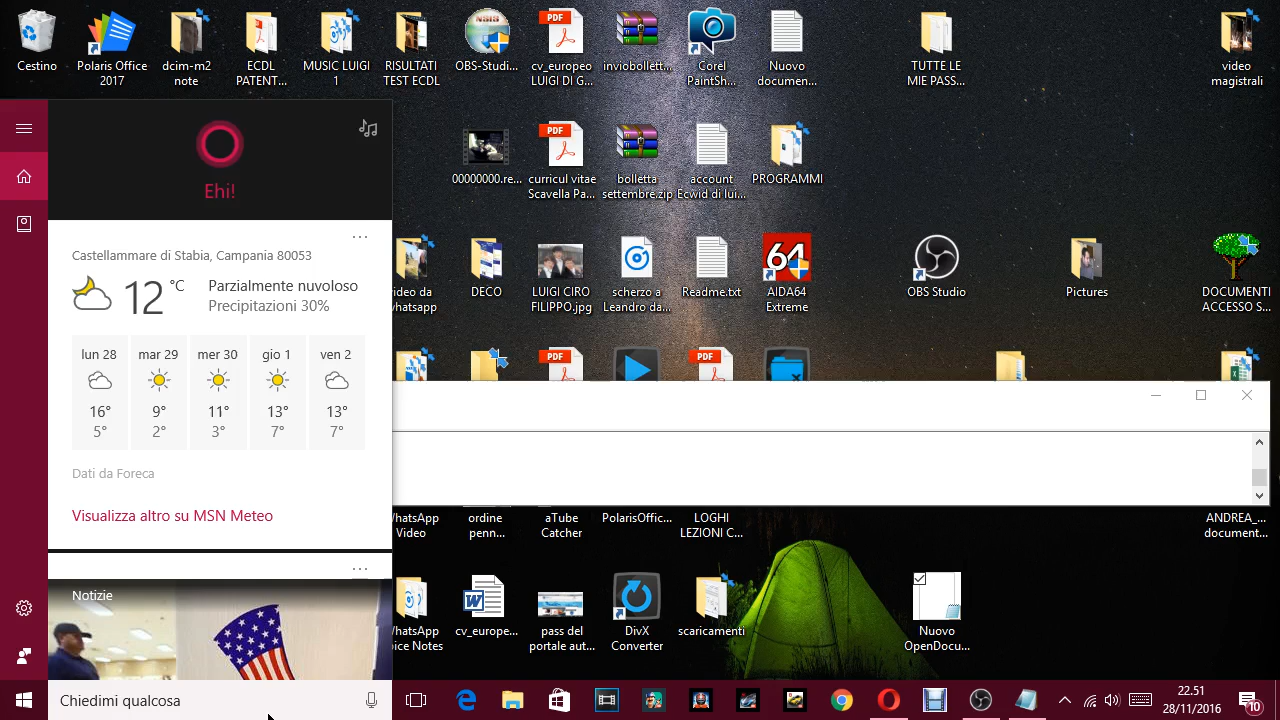 Cestino
Polaris Office
2017
dcim-m2
note
ECDL
PATENT...
MUSIC LUIGI
1
RISULTATI
TEST ECDL
OBS-Studi...
cv_europeo
LUIGI DI G...
inviobollett...
Corel
PaintSh...
Nuovo
documen...
TUTTE LE
MIE PASS...
video
magistrali
Ehi!
00000000.re...
curricul vitae
Scavella Pa...
bolletta
settembre.zip
account
Ecwid di lui...
PROGRAMMI
Castellammare di Stabia, Campania 80053
12 °C
Parzialmente nuvoloso
Precipitazioni 30%
lun 28
mar 29
mer 30
gio 1
ven 2
16°
9°
11°
13°
13°
5°
2°
3°
7°
7°
Dati da Foreca
Visualizza altro su MSN Meteo
Notizie
Chiedimi qualcosa
video da
whatsapp
DECO
LUIGI CIRO
FILIPPO.jpg
scherzo a
Leandro da...
Readme.txt
64
AIDA64
Extreme
OBS Studio
Pictures
DOCUMENTI
ACCESSO S...
WhatsApp
Video
ordine
penn...
aTube
Catcher
PolarisOffic...
LOGHI
LEZIONI C...
ANDREA_...
document...
WhatsApp
Voice Notes
cv_europe...
pass del
portale aut...
DivX
Converter
scaricamenti
Nuovo
OpenDocu...
PDF
PDF
PDF
PDF
NSIS
22.51
28/11/2016
10